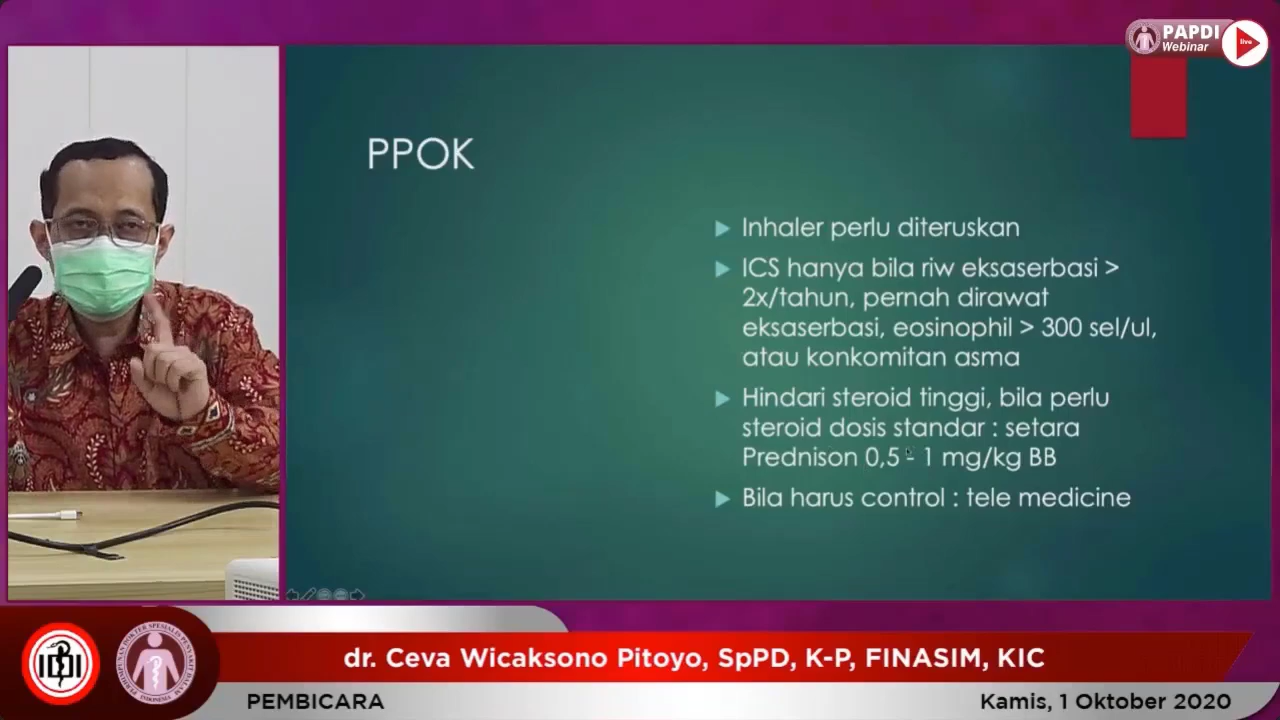 PAPDI
Webinar
live
PPOK
Inhaler perlu diteruskan
ICS hanya bila riw eksaserbasi >
2x/tahun, pernah dirawat
eksaserbasi, eosinophil > 300 sel/ul,
atau konkomitan asma
Hindari steroid tinggi, bila perlu
steroid dosis standar : setara
Prednison 0,5 - 1 mg/kg BB
Bila harus control : tele medicine
IDI
dr. Ceva Wicaksono Pitoyo, SpPD, K-P, FINASIM, KIC
PEMBICARA
Kamis, 1 Oktober 2020